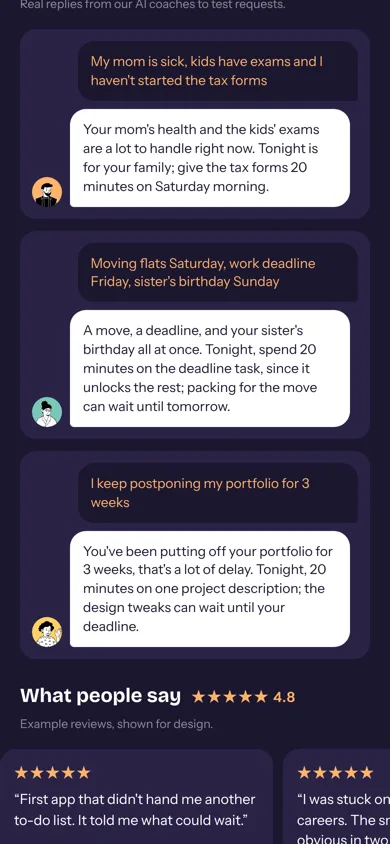 Real replies from our AI coaches to test requests.
My mom is sick, kids have exams and I
haven't started the tax forms
Your mom's health and the kids' exams
are a lot to handle right now. Tonight is
for your family; give the tax forms 20
minutes on Saturday morning.
Moving flats Saturday, work deadline
Friday, sister's birthday Sunday
A move, a deadline, and your sister's
birthday all at once. Tonight, spend 20
minutes on the deadline task, since it
unlocks the rest; packing for the move
can wait until tomorrow.
I keep postponing my portfolio for 3
weeks
You've been putting off your portfolio for
3 weeks, that's a lot of delay. Tonight, 20
minutes on one project description; the
design tweaks can wait until your
deadline.
What people say ★★★★★ 4.8
Example reviews, shown for design.
★★★★★
“First app that didn't hand me another
to-do list. It told me what could wait.”
★★★★★
“I was stuck on
careers. The
obvious in two